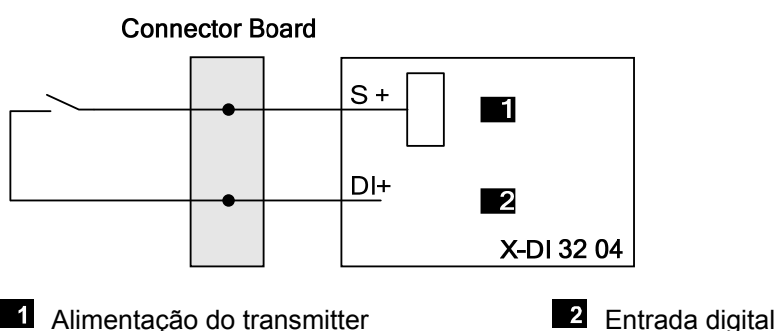 Connector Board
S +
1
DI+
2
X-DI 32 04
1 Alimentação do transmitter
2 Entrada digital